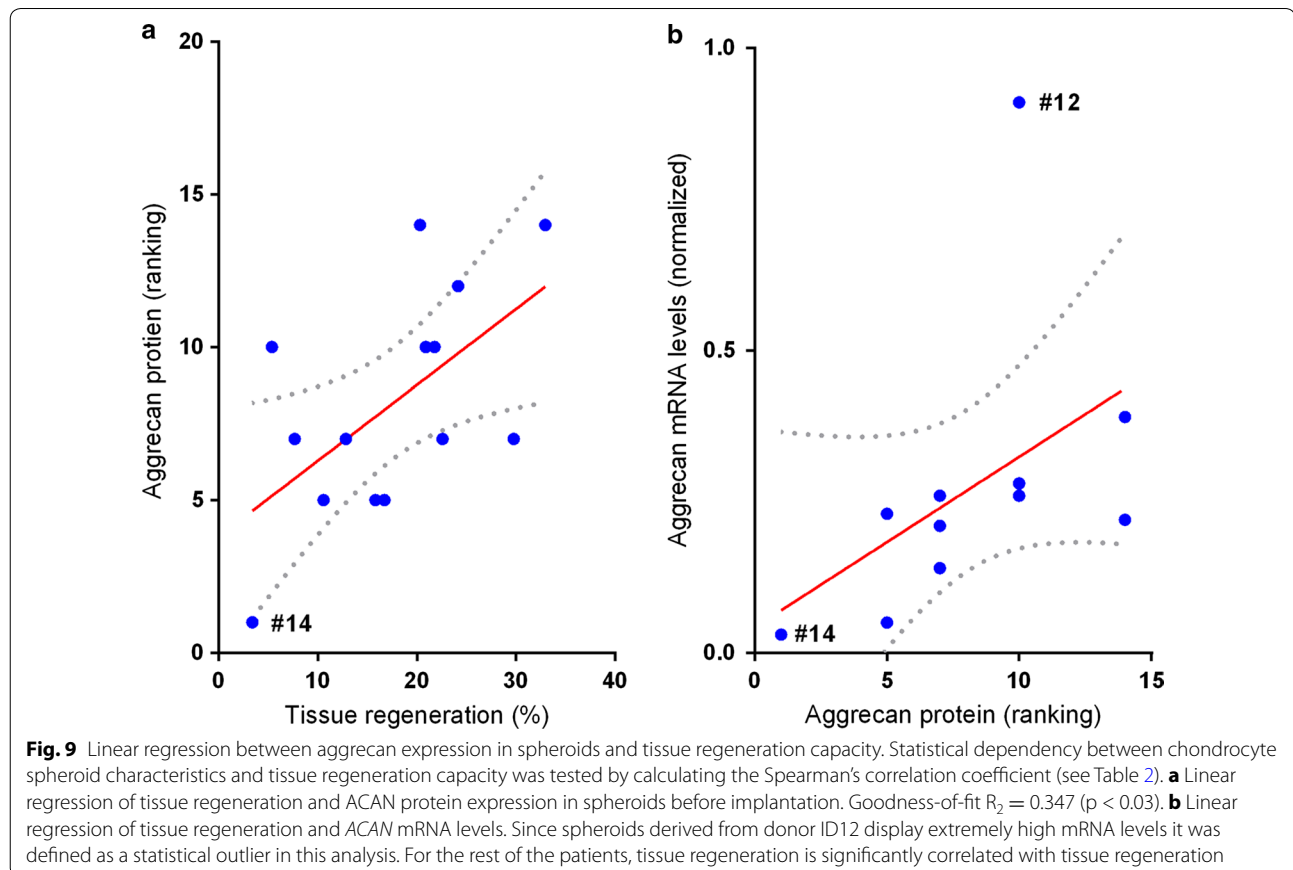 a
20
15
10
5
0
Aggrecan protien (ranking)
#14
0 10 20 30 40
Tissue regeneration (%)
b
1.0
0.5
0.0
Aggrecan mRNA levels (normalized)
#12
#14
0 5 10 15
Aggrecan protein (ranking)
Fig. 9 Linear regression between aggrecan expression in spheroids and tissue regeneration capacity. Statistical dependency between chondrocyte
spheroid characteristics and tissue regeneration capacity was tested by calculating the Spearman's correlation coefficient (see Table 2). a Linear
regression of tissue regeneration and ACAN protein expression in spheroids before implantation. Goodness-of-fit R₂ = 0.347 (p < 0.03). b Linear
regression of tissue regeneration and ACAN mRNA levels. Since spheroids derived from donor ID12 display extremely high mRNA levels it was
defined as a statistical outlier in this analysis. For the rest of the patients, tissue regeneration is significantly correlated with tissue regeneration